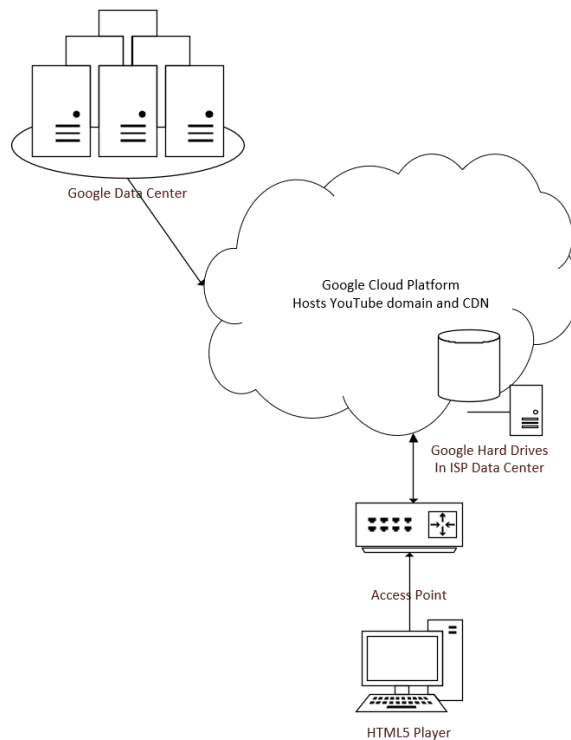 Google Data Center
Google Cloud Platform
Hosts YouTube domain and CDN
Google Hard Drives
In ISP Data Center
Access Point
HTML5 Player